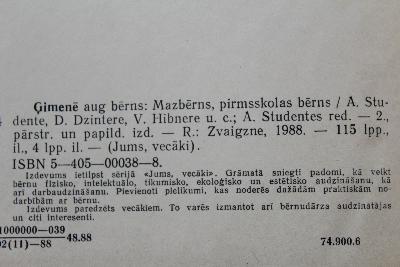 Ģimenē aug bērns: Mazbērns, pirmsskolas bērns / A. Stu-
dente, D. Dzintere, V. Hibnere u. c.; A. Studentes red. — 2.,
pārstr. un papild. izd. — R.: Zvaigzne, 1988. — 115 lpp.,
il., 4 lpp. il. — (Jums, vecāki).
ISBN 5—405—00038—8.
Izdevums ietilpst sērijā «Jums, vecāki». Grāmatā sniegti padomi, kā veikt
bērnu fizisko, intelektuālo, tikumisko, ekoloģisko un estētisko audzināšanu, kā
arī darbaudzināšanu. Pievienoti pielikumi, kas noderēs dažādām praktiskām no-
darbībām ar bērnu.
Izdevums paredzēts vecākiem. To varēs izmantot arī bērnudārza audzinātājas
un citi interesenti.
1000000—039
02(11)—88 48.88
74.900.6